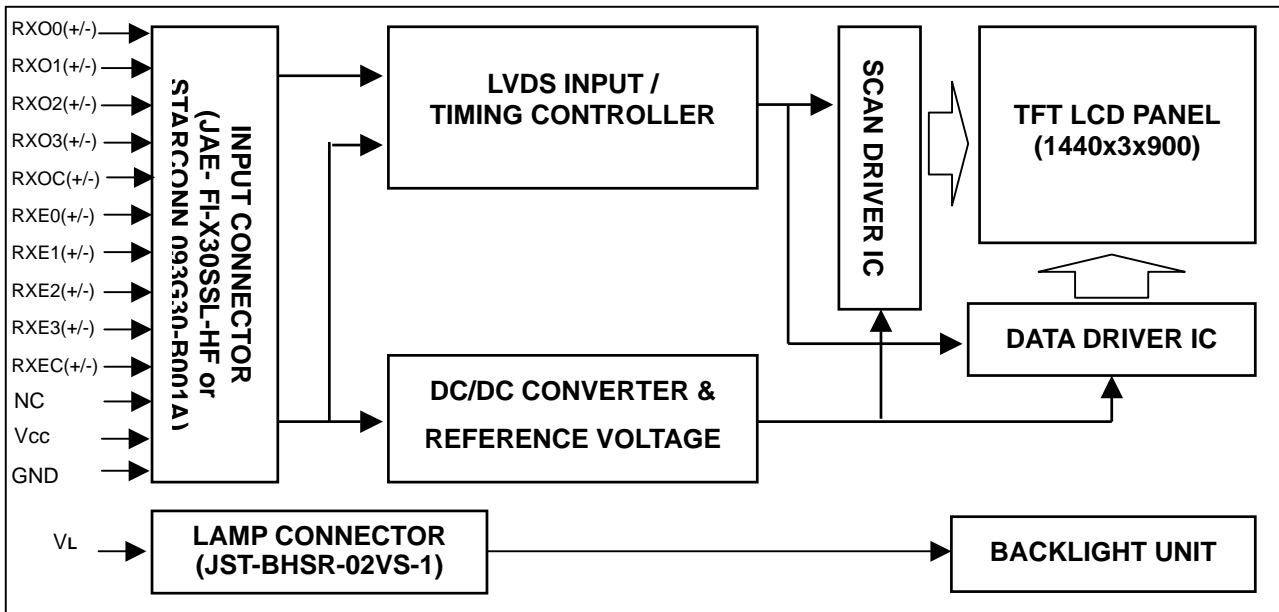 RXO0(+/-)
RXO1(+/-)
RXO2(+/-)
RXO3(+/-)
RXOC(+/-)
RXE0(+/-)
RXE1(+/-)
RXE2(+/-)
RXE3(+/-)
RXEC(+/-)
NC
Vcc
GND
VL
INPUT CONNECTOR
(JAE- FI-X30SSL-HF or
STARCONN 093G30-B001A)
LVDS INPUT /
TIMING CONTROLLER
DC/DC CONVERTER &
REFERENCE VOLTAGE
SCAN DRIVER IC
TFT LCD PANEL
(1440x3x900)
DATA DRIVER IC
LAMP CONNECTOR
(JST-BHSR-02VS-1)
BACKLIGHT UNIT